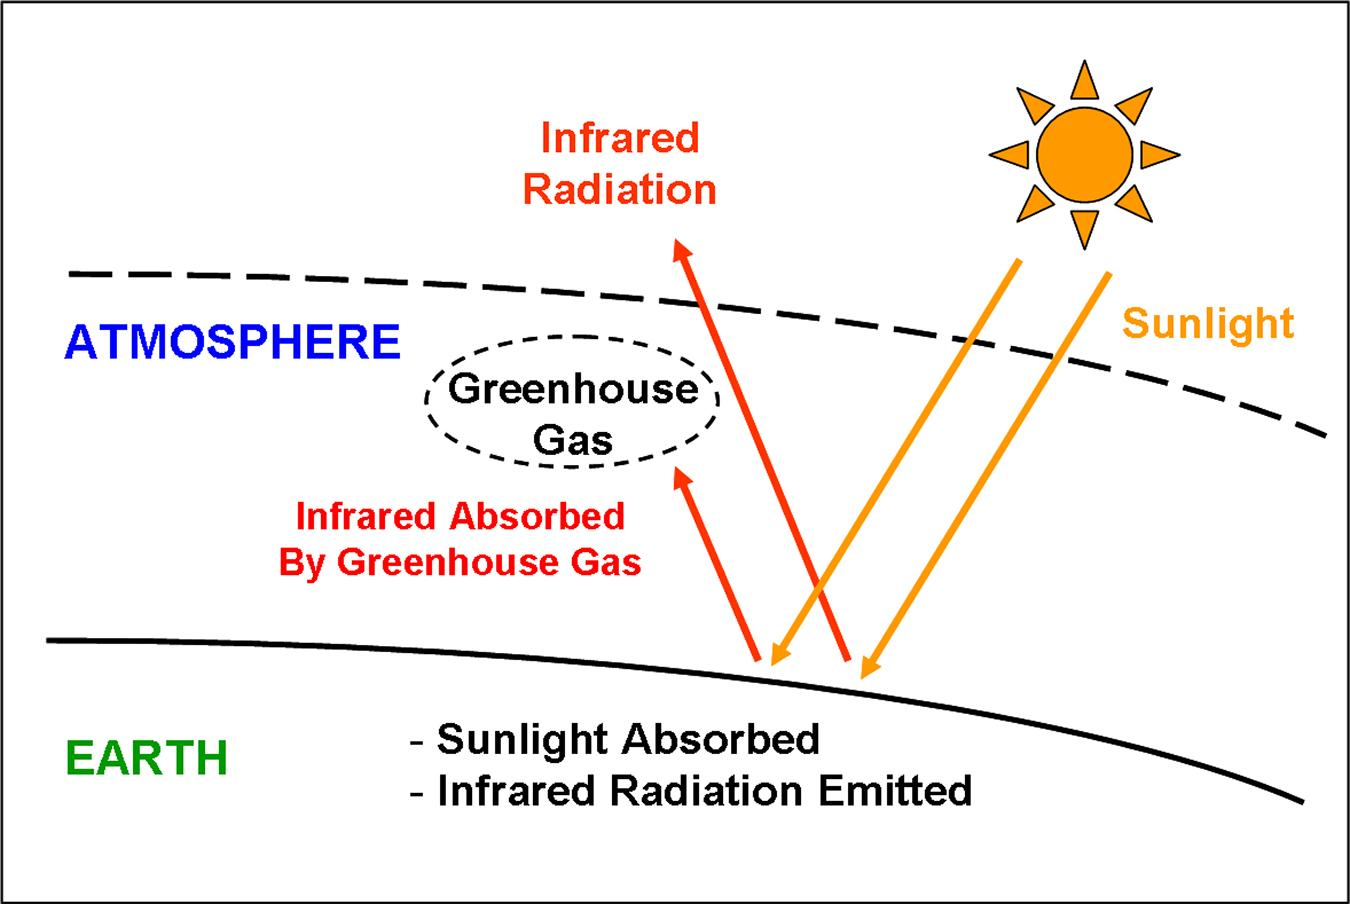 Infrared
Radiation
Sunlight
ATMOSPHERE
Greenhouse
Gas
Infrared Absorbed
By Greenhouse Gas
EARTH
- Sunlight Absorbed
- Infrared Radiation Emitted